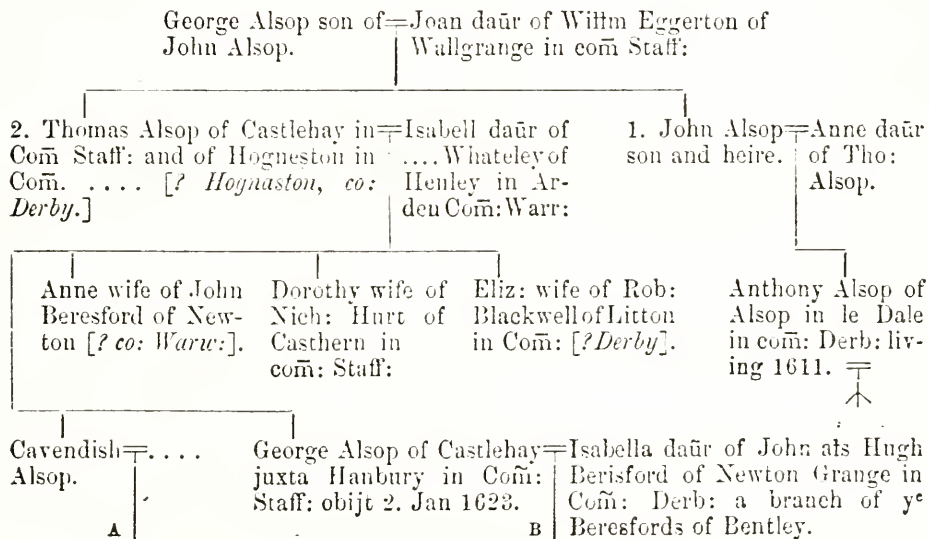 George Alsop son of=Joan daūr of Willm Eggerton of
John Alsop. Wallgrange in com̄ Staff:
2. Thomas Alsop of Castlehay in=Isabell daūr of
Com̄ Staff: and of Hogneston in .... Whateley of
Com̄. .... [? Hognaston, co: Henley in Ar-
Derby.] den Com̄: Warr:
1. John Alsop=Anne daūr
son and heire. of Tho:
Alsop.
Anne wife of John
Beresford of New-
ton [? co: Warw:].
Dorothy wife of
Nich: Hurt of
Casthern in
com̄: Staff:
Eliz: wife of Rob:
Blackwell of Litton
in Com̄: [? Derby].
Anthony Alsop of
Alsop in le Dale
in com̄: Derb: liv-
ing 1611.
Cavendish=....
Alsop.
A
George Alsop of Castlehay=Isabella daūr of John als Hugh
juxta Hanbury in Com̄: Berisford of Newton Grange in
Staff: obijt 2. Jan 1623. Com̄: Derb: a branch of yᵉ
B Beresfords of Bentley.